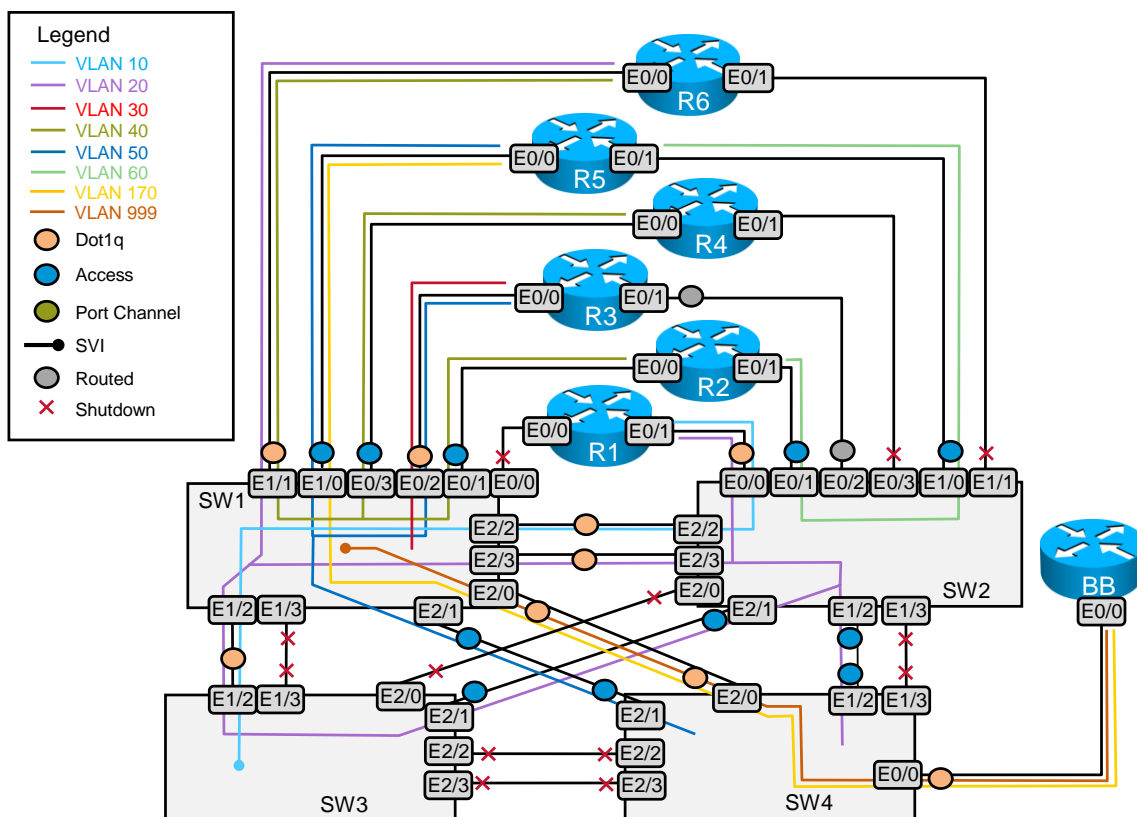 Legend
VLAN 10
VLAN 20
VLAN 30
VLAN 40
VLAN 50
VLAN 60
VLAN 170
VLAN 999
Dot1q
Access
Port Channel
SVI
Routed
Shutdown
E0/0
R6
E0/1
E0/0
R5
E0/1
E0/0
R4
E0/1
E0/0
R3
E0/1
E0/0
R2
E0/1
E0/0
R1
E0/1
SW1
E1/1
E1/0
E0/3
E0/2
E0/1
E0/0
E0/0
E0/1
E0/2
E0/3
E1/0
E1/1
E2/2
E2/2
E2/3
E2/3
E2/0
E2/0
E1/2
E1/3
E2/1
E2/1
E1/2
E1/3
SW2
BB
E0/0
E1/2
E1/3
E2/0
E2/1
E2/2
E2/3
SW3
E2/0
E1/2
E1/3
E2/1
E2/2
E2/3
E0/0
SW4